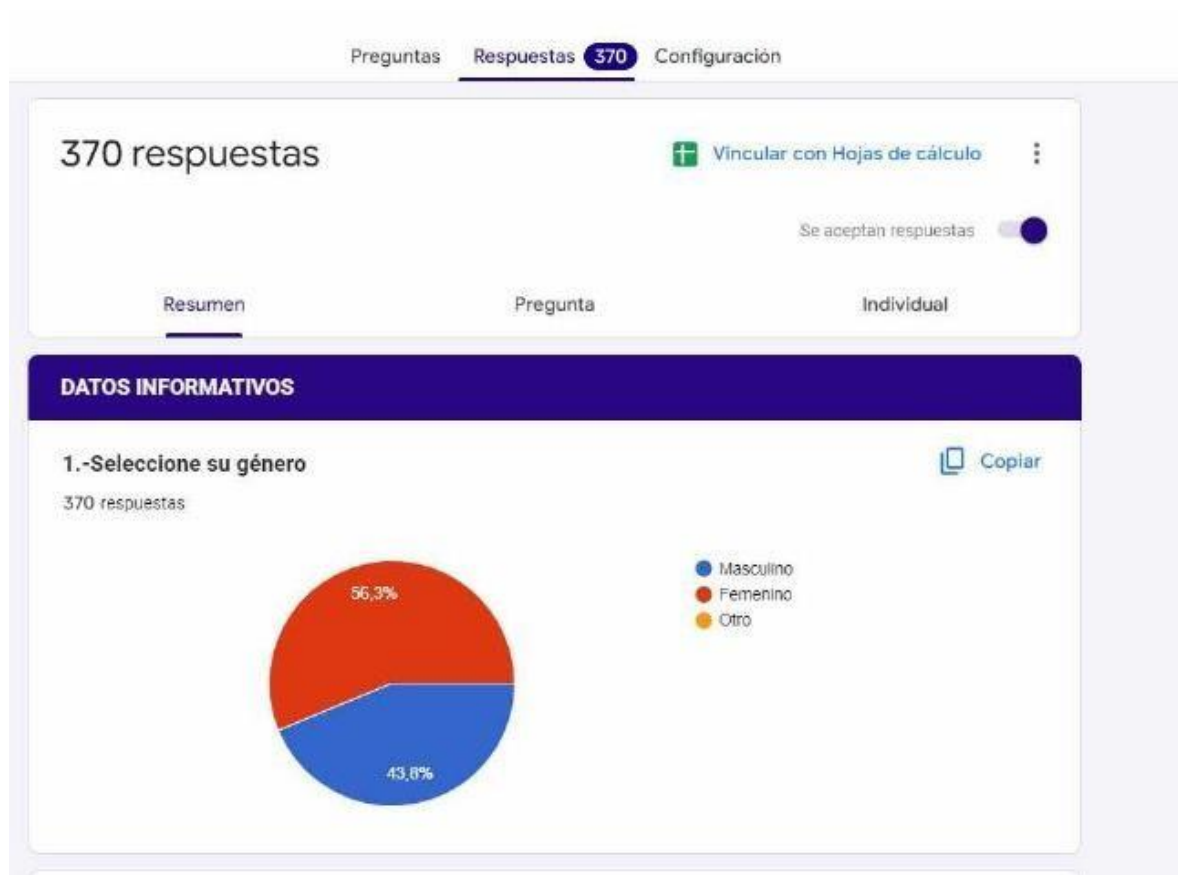 Preguntas Respuestas 370 Configuración
370 respuestas
Vincular con Hojas de cálculo
Se aceptan respuestas
Resumen Pregunta Individual
DATOS INFORMATIVOS
1.-Seleccione su género
Copiar
370 respuestas
56,3%
43,8%
Masculino
Femenino
Otro